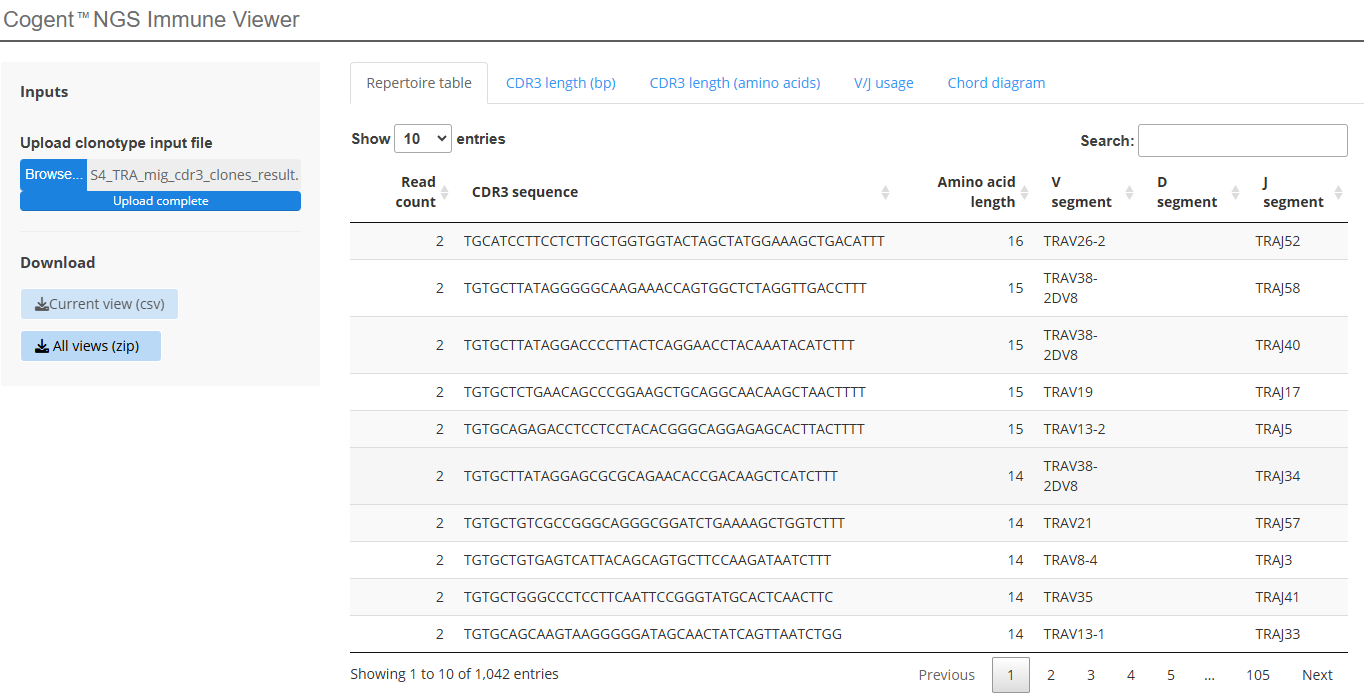 Cogent™NGS Immune Viewer
Inputs
Upload clonotype input file
Browse... S4_TRA_mig_cdr3_clones_result.
Upload complete
Download
Current view (csv)
All views (zip)
Repertoire table CDR3 length (bp) CDR3 length (amino acids) V/J usage Chord diagram
Show 10 entries Search:
Read count CDR3 sequence Amino acid length V segment D segment J segment
2 TGCATCCTTCCTCTTGCTGGTGGTACTAGCTATGGAAAGCTGACATTT 16 TRAV26-2 TRAJ52
2 TGTGCTTATAGGGGGCAAGAAACCAGTGGCTCTAGGTTGACCTTT 15 TRAV38-2DV8 TRAJ58
2 TGTGCTTATAGGACCCCTTACTCAGGAACCTACAAATACATCTTT 15 TRAV38-2DV8 TRAJ40
2 TGTGCTCTGAACAGCCCGGAAGCTGCAGGCAACAAGCTAACTTTT 15 TRAV19 TRAJ17
2 TGTGCAGAGACCTCCTCCTACACGGGCAGGAGAGCACTTACTTTT 15 TRAV13-2 TRAJ5
2 TGTGCTTATAGGAGCGCGCAGAACACCGACAAGCTCATCTTT 14 TRAV38-2DV8 TRAJ34
2 TGTGCTGTCGCCGGGCAGGGCGGATCTGAAAAGCTGGTCTTT 14 TRAV21 TRAJ57
2 TGTGCTGTGAGTCATTACAGCAGTGCTTCCAAGATAATCTTT 14 TRAV8-4 TRAJ3
2 TGTGCTGGGCCCTCCTTCAATTCCGGGTATGCACTCAACTTC 14 TRAV35 TRAJ41
2 TGTGCAGCAAGTAAGGGGGATAGCAACTATCAGTTAATCTGG 14 TRAV13-1 TRAJ33
Showing 1 to 10 of 1,042 entries Previous 1 2 3 4 5 ... 105 Next